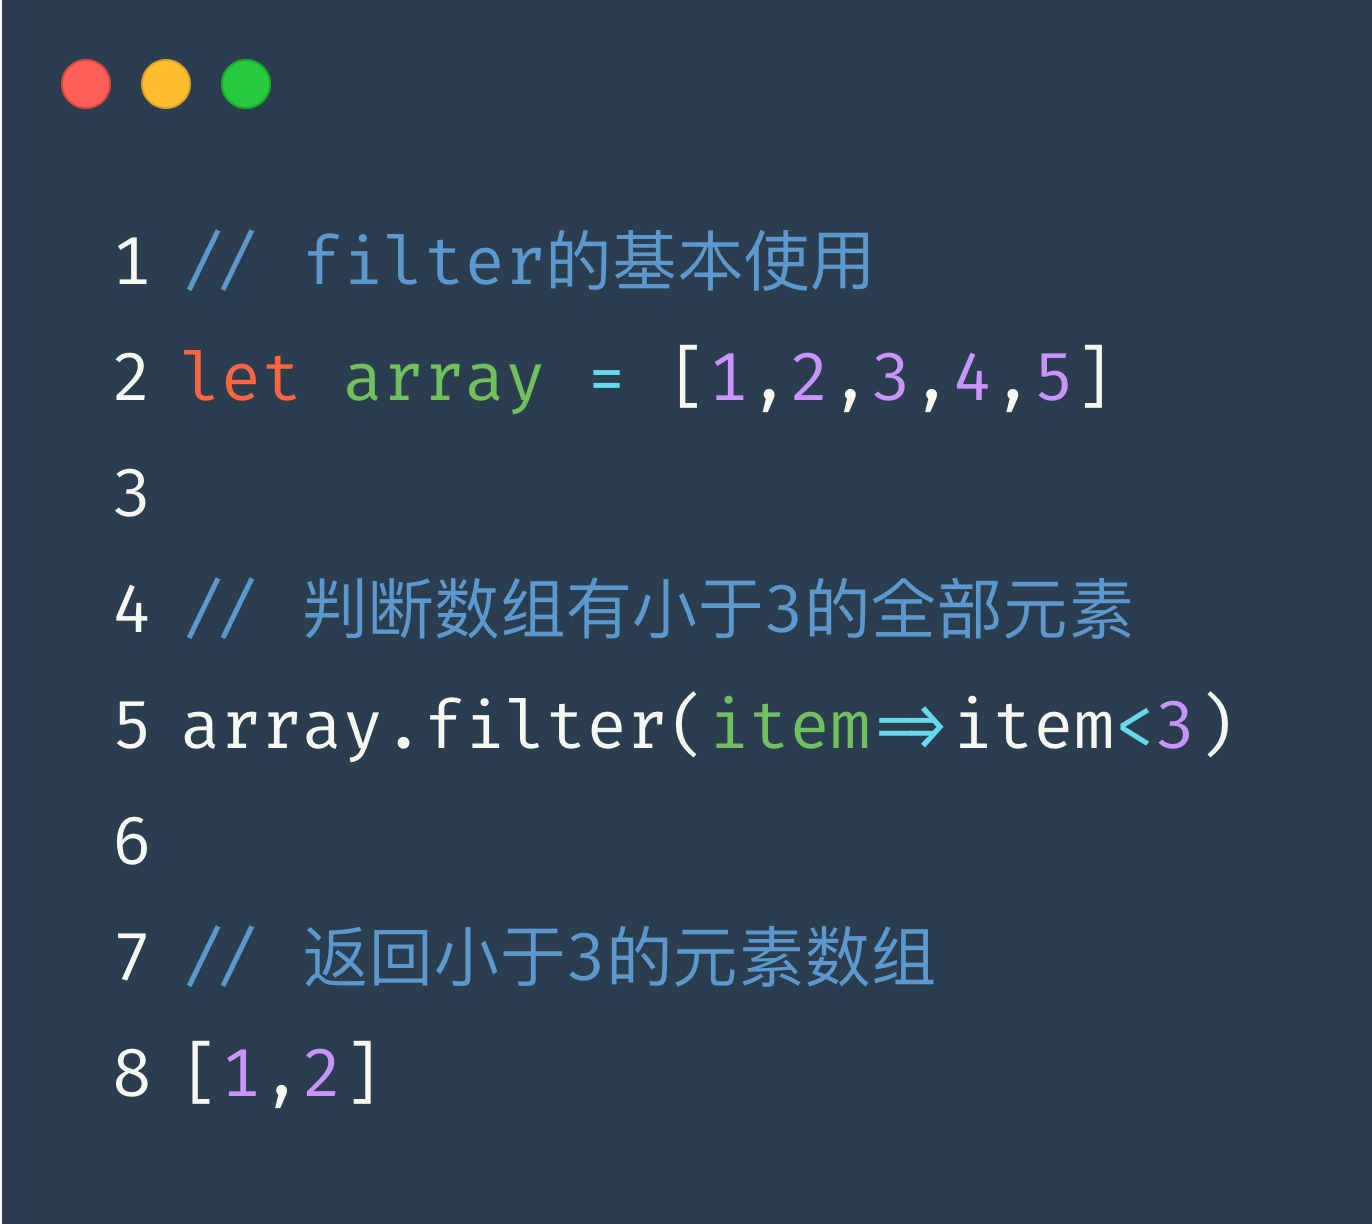 1 // filter的基本使用
2 let array = [1,2,3,4,5]
3
4 // 判断数组有小于3的全部元素
5 array.filter(item=>item<3)
6
7 // 返回小于3的元素数组
8 [1,2]